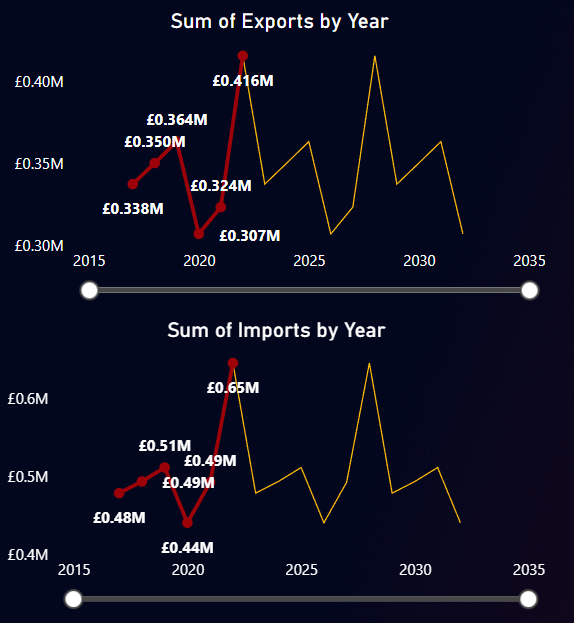 Sum of Exports by Year
£0.40M
£0.416M
£0.364M
£0.350M
£0.35M
£0.324M
£0.338M
£0.307M
£0.30M
2015 2020 2025 2030 2035
Sum of Imports by Year
£0.65M
£0.6M
£0.51M
£0.49M
£0.5M
£0.49M
£0.48M
£0.44M
£0.4M
2015 2020 2025 2030 2035